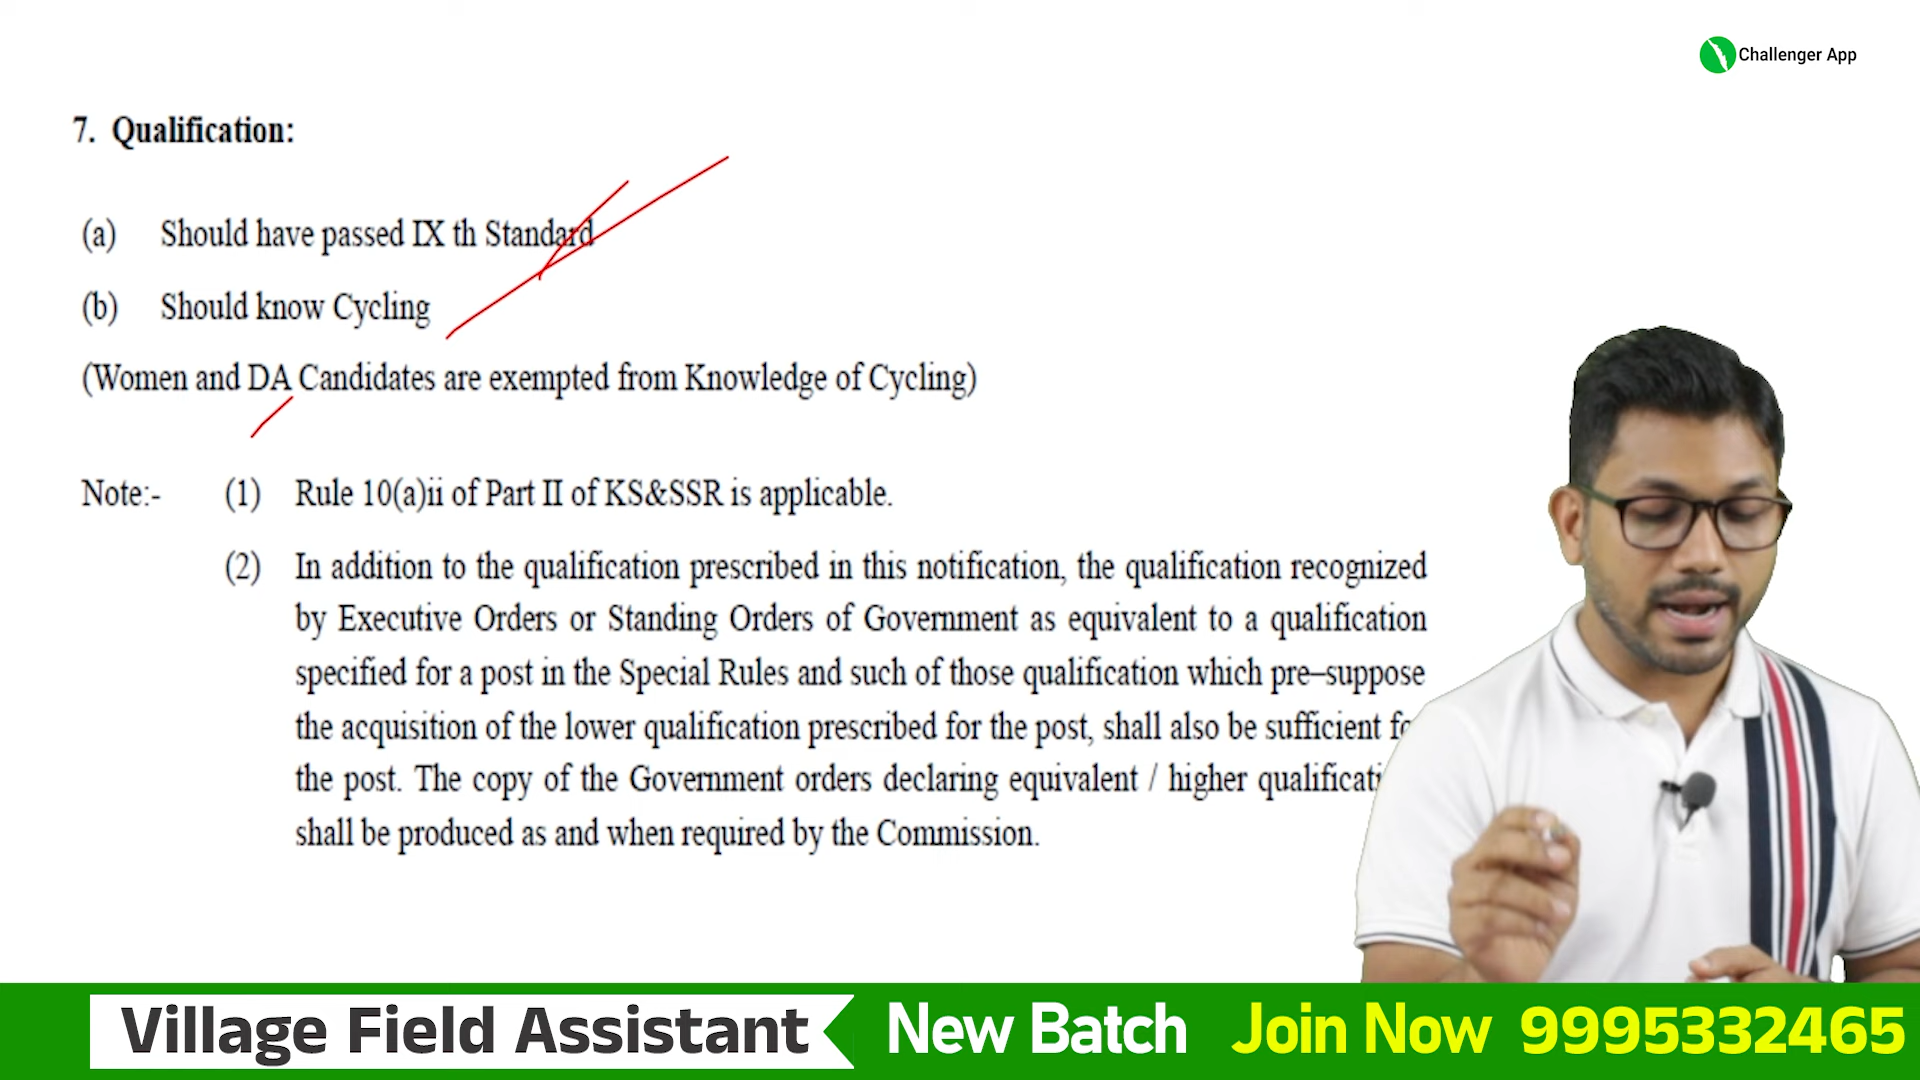 Challenger App
7. Qualification:
(a) Should have passed IX th Standard
(b) Should know Cycling
(Women and DA Candidates are exempted from Knowledge of Cycling)
Note:- (1) Rule 10(a)ii of Part II of KS&SSR is applicable.
(2) In addition to the qualification prescribed in this notification, the qualification recognized
by Executive Orders or Standing Orders of Government as equivalent to a qualification
specified for a post in the Special Rules and such of those qualification which pre–suppose
the acquisition of the lower qualification prescribed for the post, shall also be sufficient
the post. The copy of the Government orders declaring equivalent / higher
shall be produced as and when required by the Commission.
Village Field Assistant New Batch Join Now 9995332465